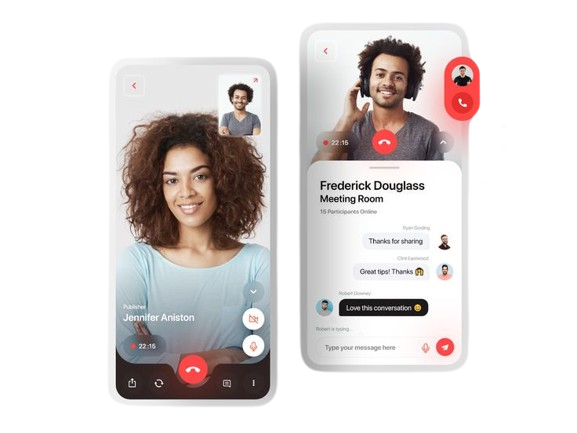 Publisher
Jennifer Aniston
22:15
22:15
Frederick Douglass
Meeting Room
15 Participants Online
Ryan Gosling
Thanks for sharing
Clint Eastwood
Great tips! Thanks
Robert Downey
Love this conversation
Robert is typing...
Type your message here